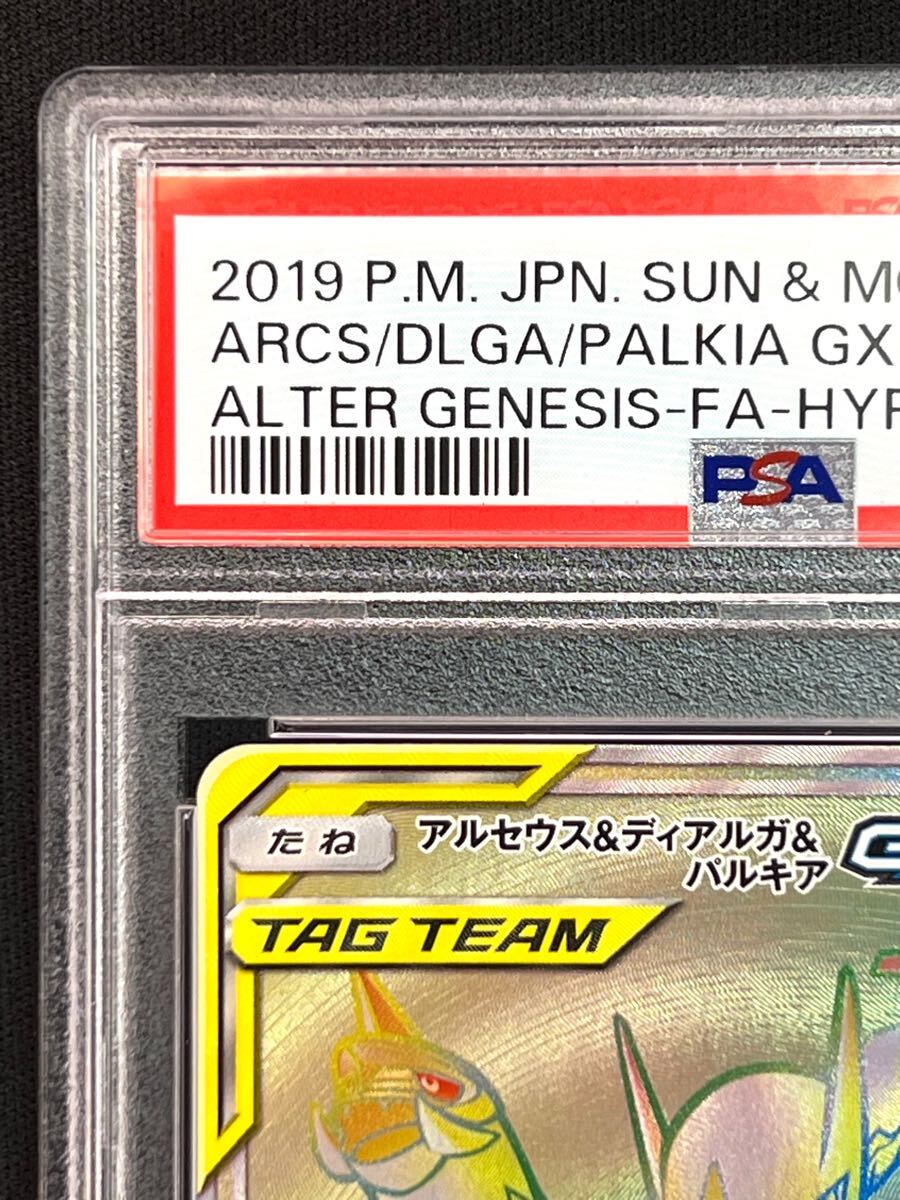 2019 P.M. JPN. SUN & M
ARCS/DLGA/PALKIA GX
ALTER GENESIS-FA-HYP
PSA
たね
アルセウス&ディアルガ&
パルキア
TAG TEAM